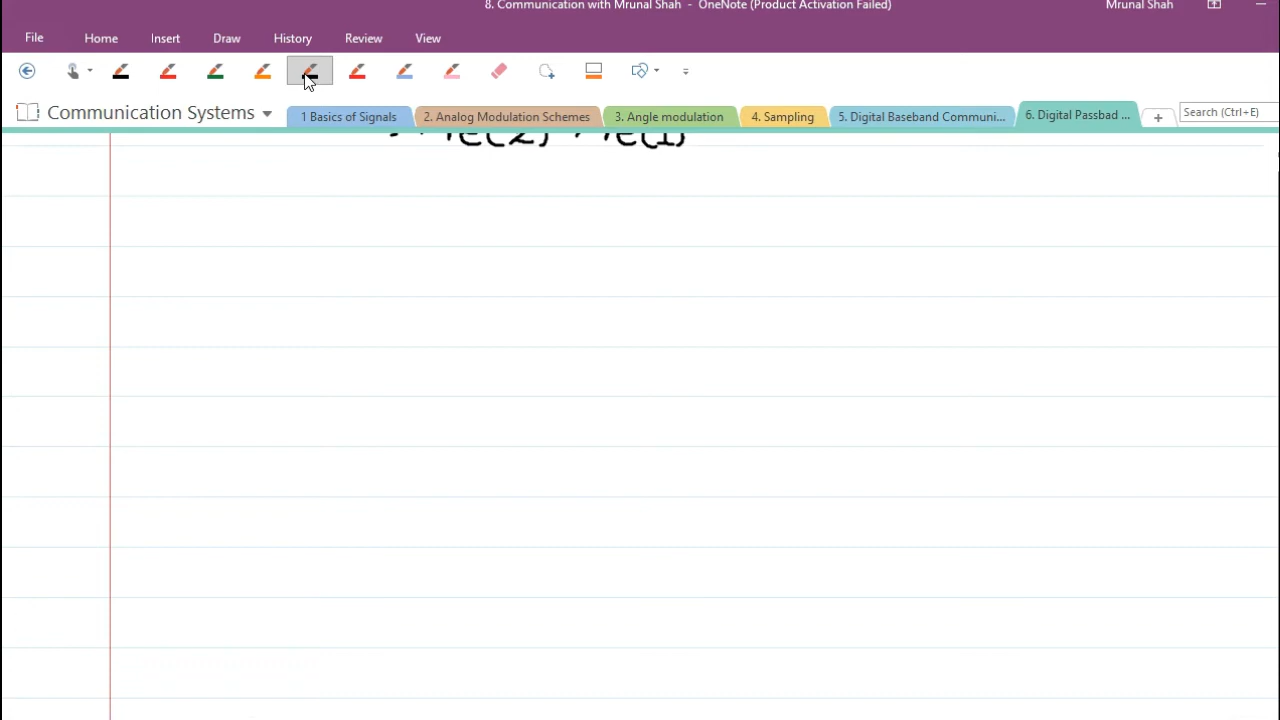 8. Communication with Mrunal Shah - OneNote (Product Activation Failed) Mrunal Shah
File Home Insert Draw History Review View
Communication Systems 1 Basics of Signals 2. Analog Modulation Schemes 3. Angle modulation 4. Sampling 5. Digital Baseband Communi... 6. Digital Passbad ... + Search (Ctrl+E)